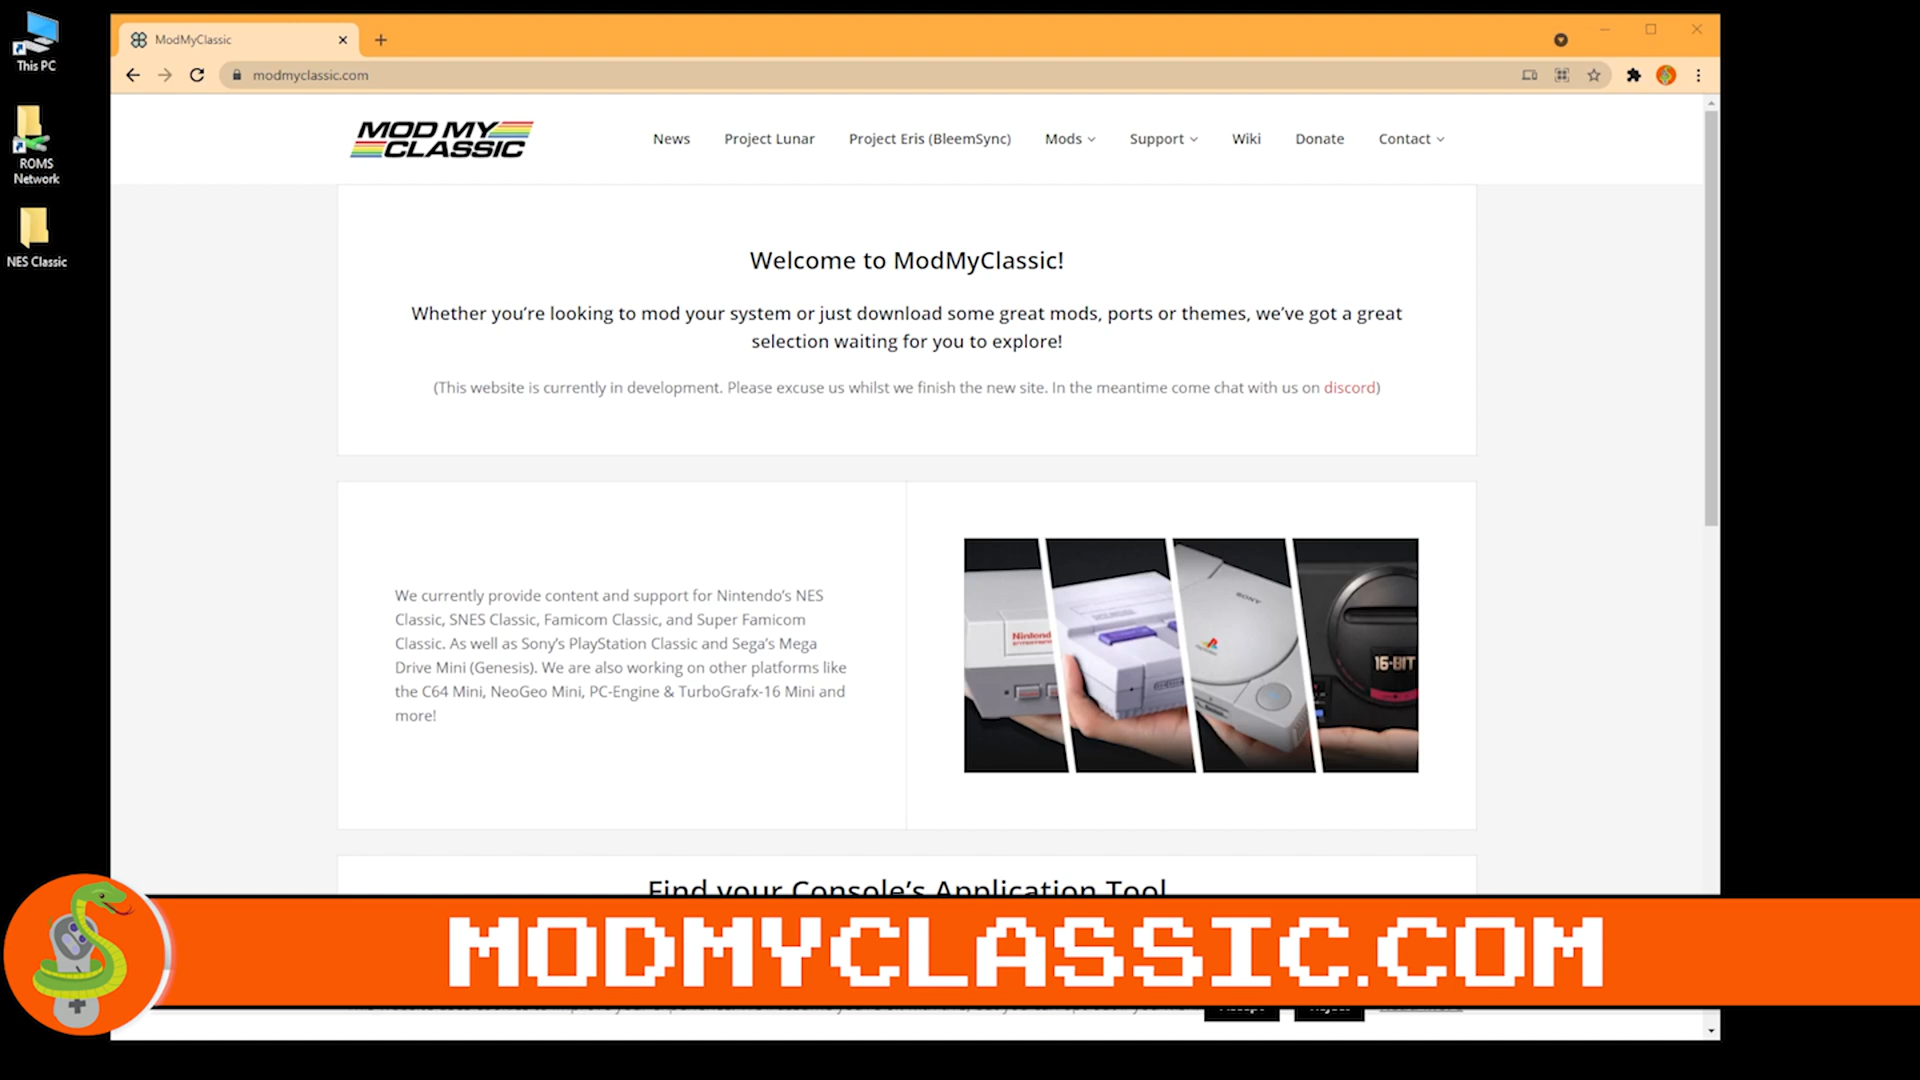 This PC
ROMS
Network
NES Classic
ModMyClassic
modmyclassic.com
MOD MY
CLASSIC
News
Project Lunar
Project Eris (BleemSync)
Mods
Support
Wiki
Donate
Contact
Welcome to ModMyClassic!
Whether you’re looking to mod your system or just download some great mods, ports or themes, we’ve got a great
selection waiting for you to explore!
(This website is currently in development. Please excuse us whilst we finish the new site. In the meantime come chat with us on discord)
We currently provide content and support for Nintendo’s NES
Classic, SNES Classic, Famicom Classic, and Super Famicom
Classic. As well as Sony’s PlayStation Classic and Sega’s Mega
Drive Mini (Genesis). We are also working on other platforms like
the C64 Mini, NeoGeo Mini, PC-Engine & TurboGrafx-16 Mini and
more!
Nintendo
SONY
16-BIT
Find your Console’s Application Tool
MODMYCLASSIC.COM